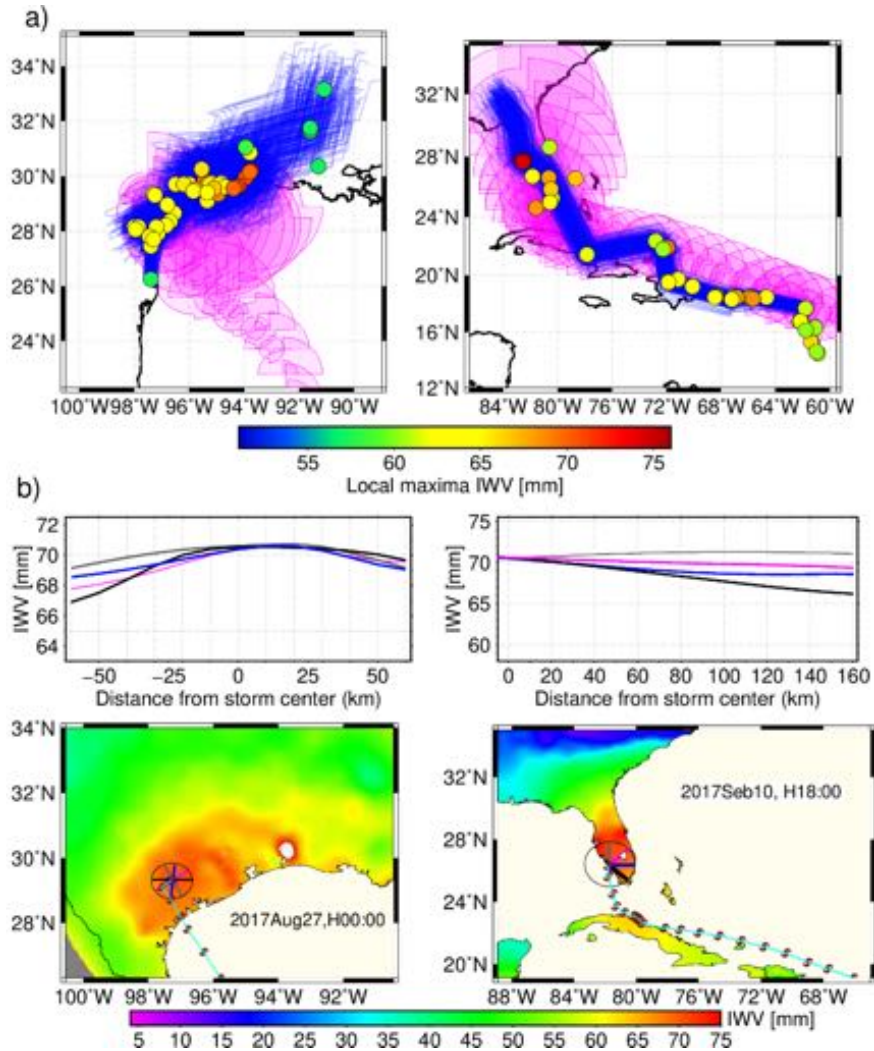 a)
34°N
32°N
30°N
28°N
26°N
24°N
100°W 98°W 96°W 94°W 92°W 90°W
32°N
28°N
24°N
20°N
16°N
12°N
84°W 80°W 76°W 72°W 68°W 64°W 60°W
55 60 65 70 75
Local maxima IWV [mm]
b)
72
70
68
66
64
IWV [mm]
−50 −25 0 25 50
Distance from storm center (km)
75
70
65
60
IWV [mm]
0 20 40 60 80 100 120 140 160
Distance from storm center (km)
34°N
32°N
30°N
28°N
2017Aug27,H00:00
100°W 98°W 96°W 94°W 92°W
32°N
28°N
24°N
20°N
2017Seb10, H18:00
88°W 84°W 80°W 76°W 72°W 68°W
IWV [mm]
5 10 15 20 25 30 35 40 45 50 55 60 65 70 75